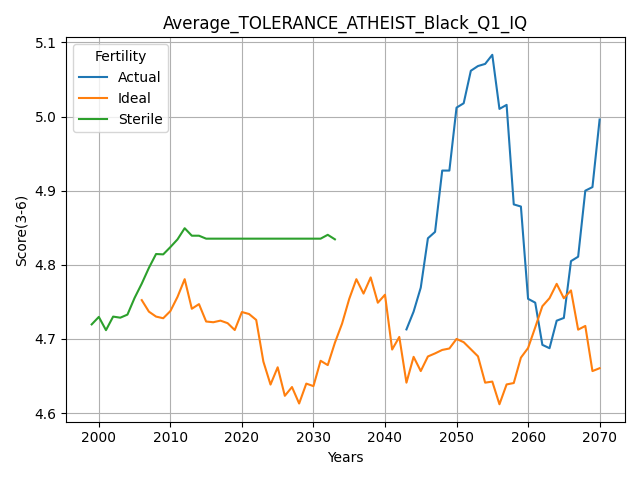 Average_TOLERANCE_ATHEIST_Black_Q1_IQ
Fertility
Actual
Ideal
Sterile
Score(3-6)
5.1
5.0
4.9
4.8
4.7
4.6
2000 2010 2020 2030 2040 2050 2060 2070
Years